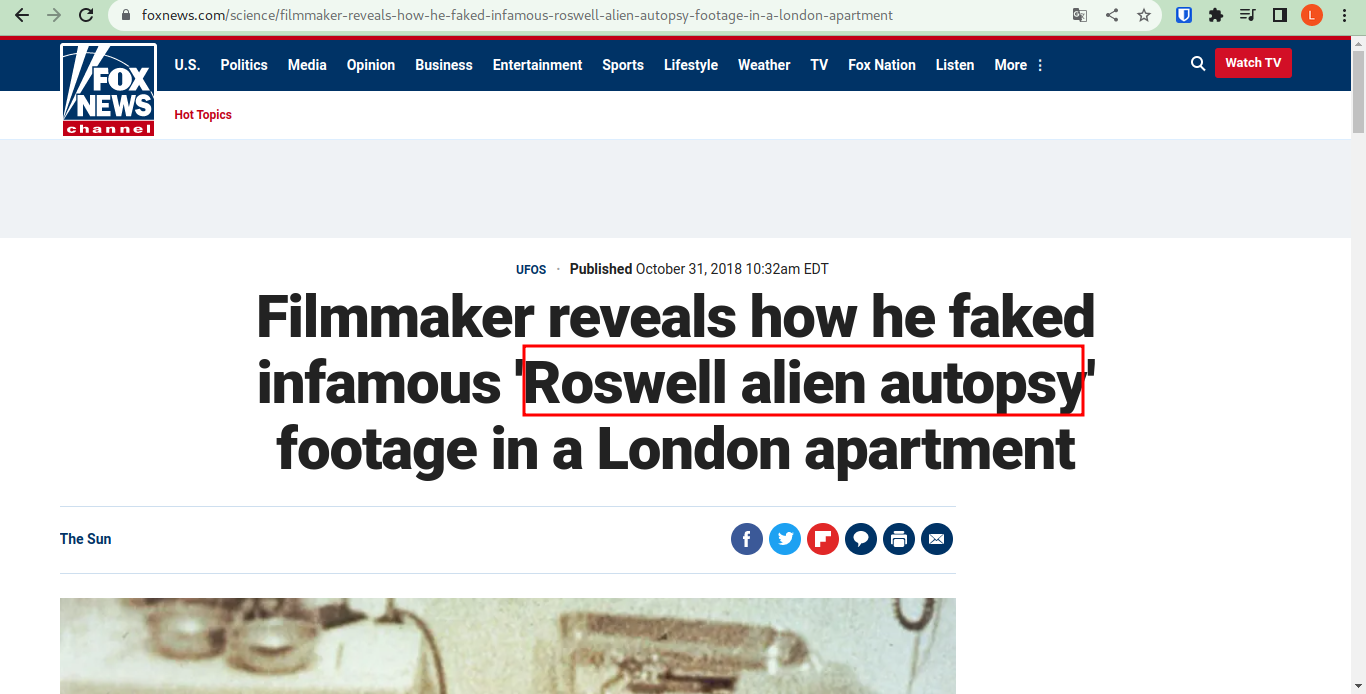 foxnews.com/science/filmmaker-reveals-how-he-faked-infamous-roswell-alien-autopsy-footage-in-a-london-apartment
L
FOX
NEWS
channel
U.S. Politics Media Opinion Business Entertainment Sports Lifestyle Weather TV Fox Nation Listen More Watch TV
Hot Topics
UFOS · Published October 31, 2018 10:32am EDT
Filmmaker reveals how he faked
infamous 'Roswell alien autopsy'
footage in a London apartment
The Sun